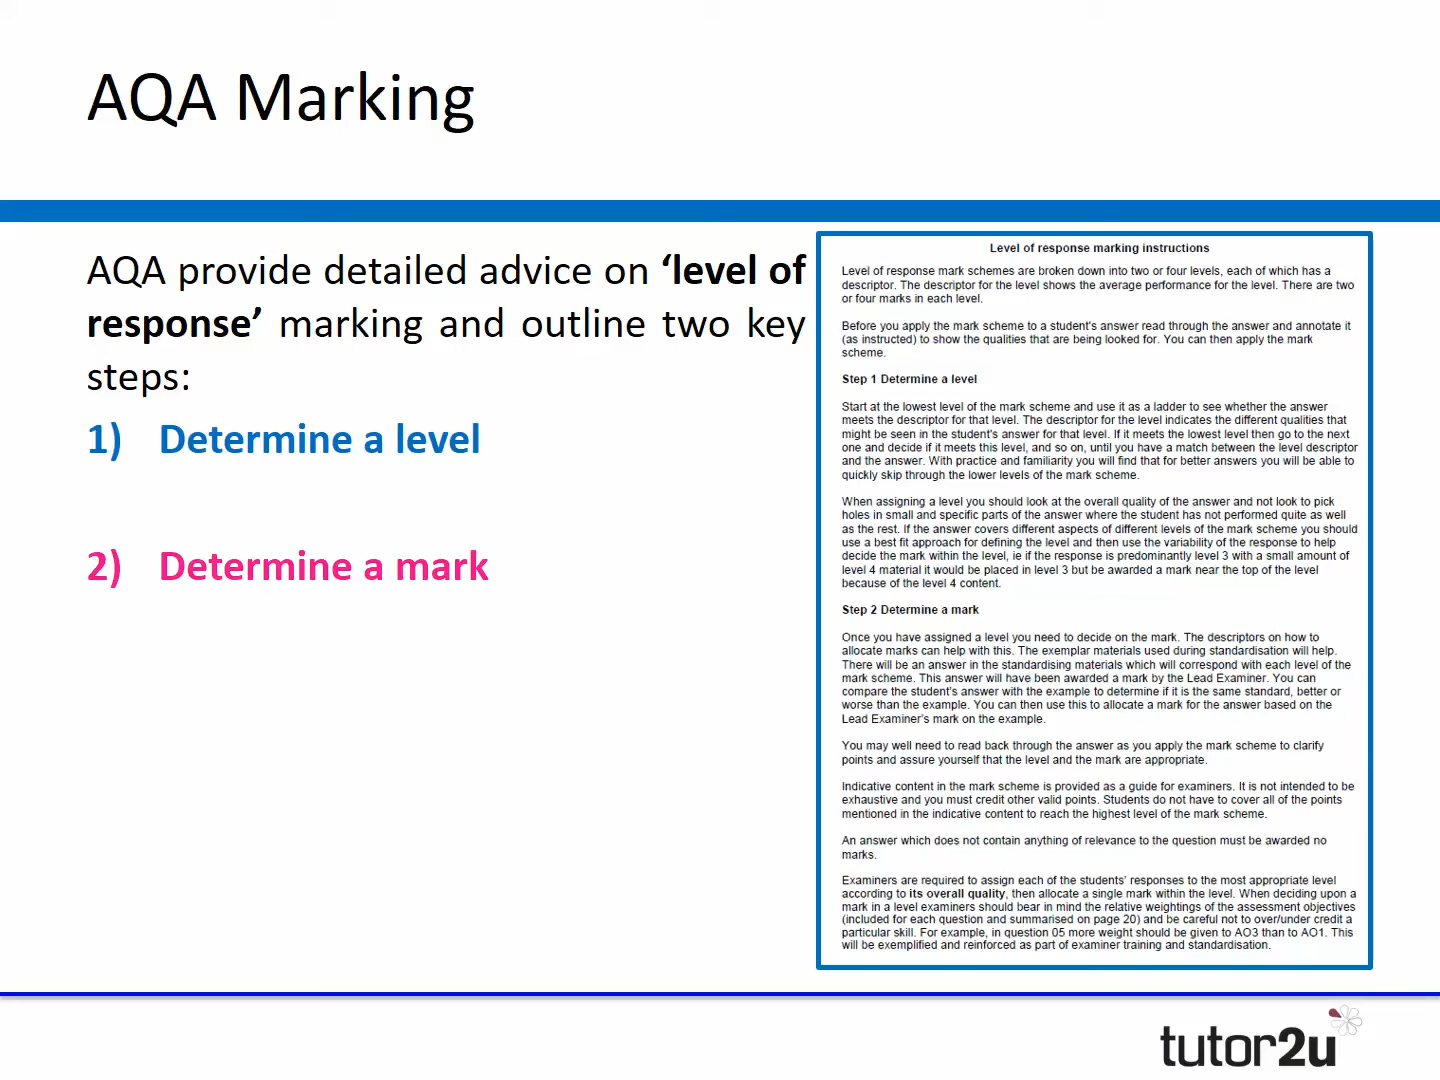 AQA Marking
AQA provide detailed advice on ‘level of
response’ marking and outline two key
steps:
1) Determine a level
2) Determine a mark
Level of response marking instructions
Level of response mark schemes are broken down into two or four levels, each of which has a
descriptor. The descriptor for the level shows the average performance for the level. There are two
or four marks in each level.
Before you apply the mark scheme to a student's answer read through the answer and annotate it
(as instructed) to show the qualities that are being looked for. You can then apply the mark
scheme.
Step 1 Determine a level
Start at the lowest level of the mark scheme and use it as a ladder to see whether the answer
meets the descriptor for that level. The descriptor for the level indicates the different qualities that
might be seen in the student's answer for that level. If it meets the lowest level then go to the next
one and decide if it meets this level, and so on, until you have a match between the level descriptor
and the answer. With practice and familiarity you will find that for better answers you will be able to
quickly skip through the lower levels of the mark scheme.
When assigning a level you should look at the overall quality of the answer and not look to pick
holes in small and specific parts of the answer where the student has not performed quite as well
as the rest. If the answer covers different aspects of different levels of the mark scheme you should
use a best fit approach for defining the level and then use the variability of the response to help
decide the mark within the level, ie if the response is predominantly level 3 with a small amount of
level 4 material it would be placed in level 3 but be awarded a mark near the top of the level
because of the level 4 content.
Step 2 Determine a mark
Once you have assigned a level you need to decide on the mark. The descriptors on how to
allocate marks can help with this. The exemplar materials used during standardisation will help.
There will be an answer in the standardising materials which will correspond with each level of the
mark scheme. This answer will have been awarded a mark by the Lead Examiner. You can
compare the student's answer with the example to determine if it is the same standard, better or
worse than the example. You can then use this to allocate a mark for the answer based on the
Lead Examiner's mark on the example.
You may well need to read back through the answer as you apply the mark scheme to clarify
points and assure yourself that the level and the mark are appropriate.
Indicative content in the mark scheme is provided as a guide for examiners. It is not intended to be
exhaustive and you must credit other valid points. Students do not have to cover all of the points
mentioned in the indicative content to reach the highest level of the mark scheme.
An answer which does not contain anything of relevance to the question must be awarded no
marks.
Examiners are required to assign each of the students' responses to the most appropriate level
according to its overall quality, then allocate a single mark within the level. When deciding upon a
mark in a level examiners should bear in mind the relative weightings of the assessment objectives
(included for each question and summarised on page 20) and be careful not to over/under credit a
particular skill. For example, in question 05 more weight should be given to AO3 than to AO1. This
will be exemplified and reinforced as part of examiner training and standardisation.
tutor2u